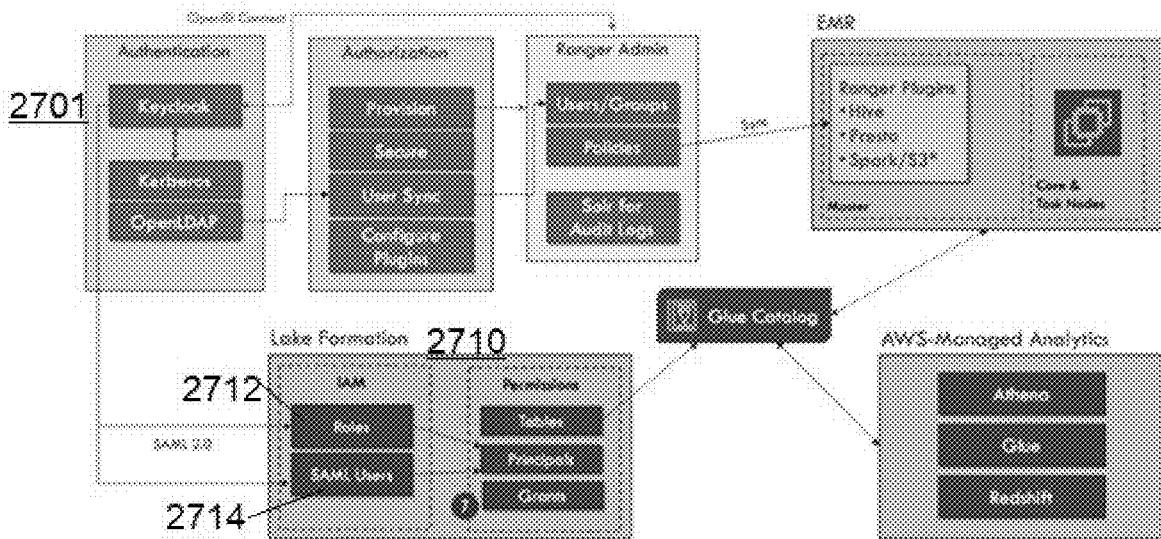 OpenID Connect
Authentication
2701
Keycloak
Kerberos
OpenLDAP
Authorization
Provision
Secure
User Sync
Configure
Plugins
Ranger Admin
Users/Groups
Policies
Solr for
Audit Logs
Sync
EMR
Ranger Plugins
•Hive
•Presto
•Spark/S3*
Master
Core &
Task Nodes
Glue Catalog
Lake Formation
2710
2712
IAM
Roles
SAML 2.0
SAML Users
2714
Permissions
Tables
Principals
Grants
7
AWS-Managed Analytics
Athena
Glue
Redshift